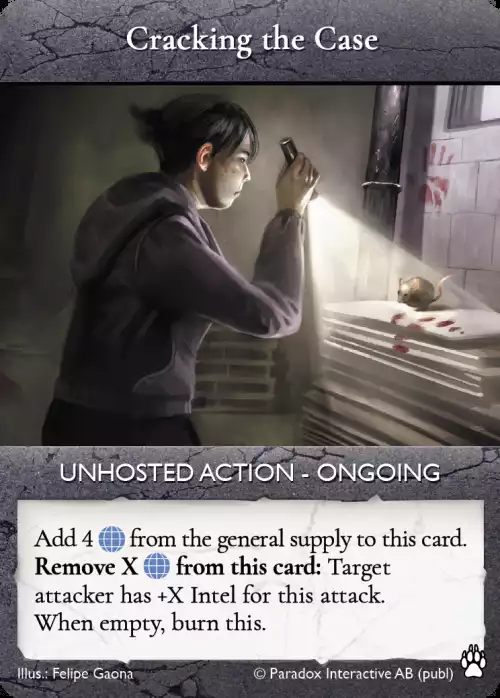 Cracking the Case
UNHOSTED ACTION - ONGOING
Add 4 from the general supply to this card.
Remove X from this card: Target
attacker has +X Intel for this attack.
When empty, burn this.
Illus.: Felipe Gaona
© Paradox Interactive AB (publ)